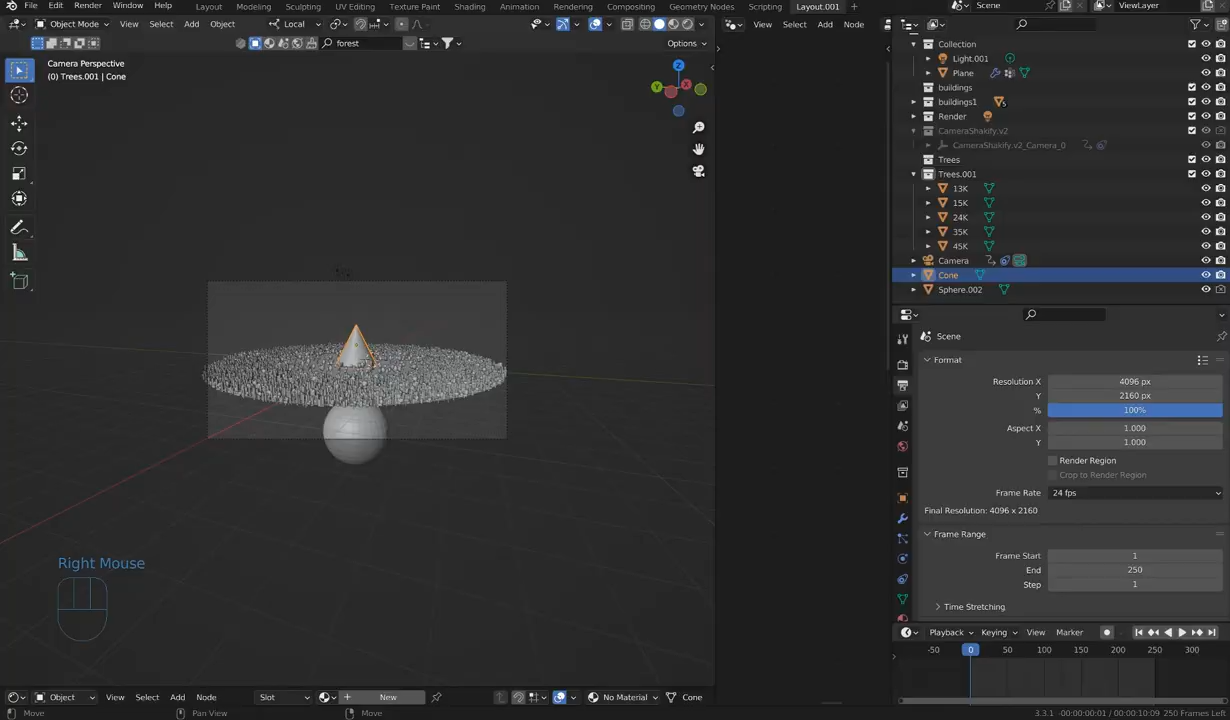 File Edit Render Window Help Layout Modeling Sculpting UV Editing Texture Paint Shading Animation Rendering Compositing Geometry Nodes Scripting Layout.001 Scene ViewLayer
Object Mode View Select Add Object Local View Select Add Node
forest Options
Camera Perspective
(0) Trees.001 | Cone
Z
Y
X
Collection
Light.001
Plane
buildings
buildings1 5
Render
CameraShakify.v2
CameraShakify.v2_Camera_0
Trees
Trees.001
13K
15K
24K
35K
45K
Camera
Cone
Sphere.002
Scene
Format
Resolution X 4096 px
Y 2160 px
% 100%
Aspect X 1.000
Y 1.000
Render Region
Crop to Render Region
Frame Rate 24 fps
Final Resolution: 4096 x 2160
Frame Range
Frame Start 1
End 250
Step 1
Time Stretching
Right Mouse
Playback Keying View Marker
-50 0 50 100 150 200 250 300
Object View Select Add Node Slot New No Material Cone
Move Pan View Move 3.3.1 -00:00:00:01 / 00:00:10:09 250 Frames Left